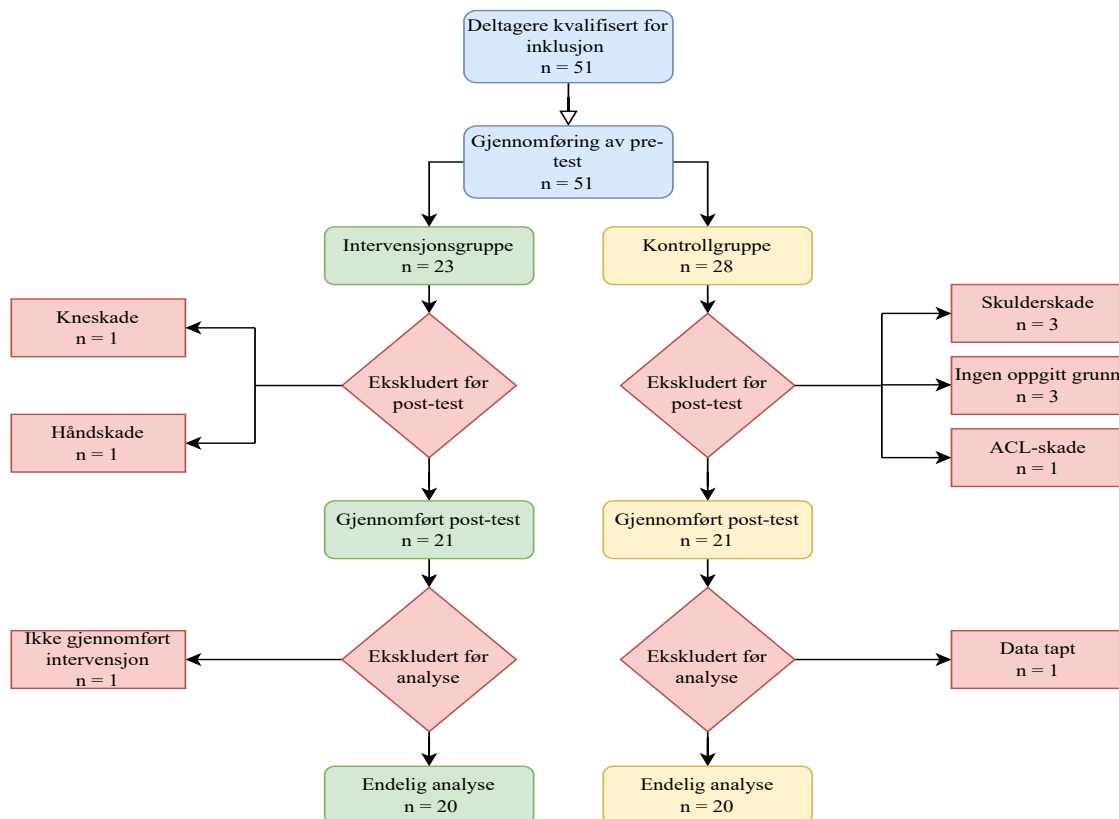 Deltagere kvalifisert for
inklusjon
n = 51
Gjennomføring av pre-
test
n = 51
Intervensjonsgruppe
n = 23
Kontrollgruppe
n = 28
Kneskade
n = 1
Håndskade
n = 1
Ekskludert før
post-test
Ekskludert før
post-test
Skulderskade
n = 3
Ingen oppgitt grunn
n = 3
ACL-skade
n = 1
Gjennomført post-test
n = 21
Gjennomført post-test
n = 21
Ikke gjennomført
intervensjon
n = 1
Ekskludert før
analyse
Ekskludert før
analyse
Data tapt
n = 1
Endelig analyse
n = 20
Endelig analyse
n = 20